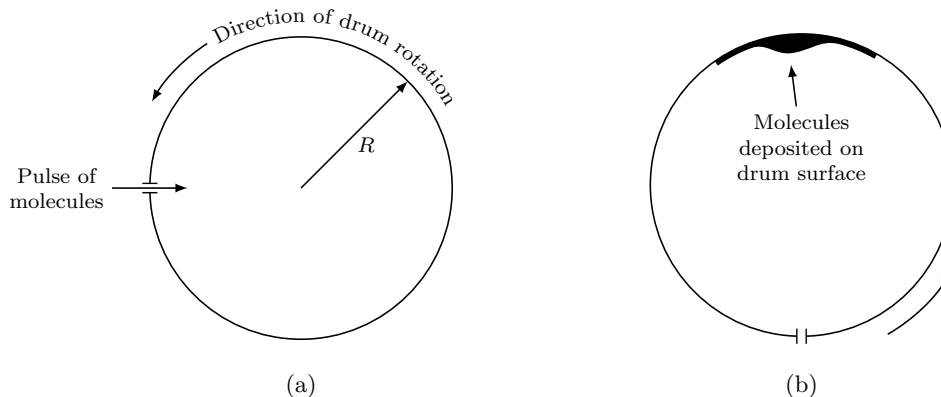 Direction of drum rotation
R
Pulse of
molecules
(a)
Molecules
deposited on
drum surface
(b)